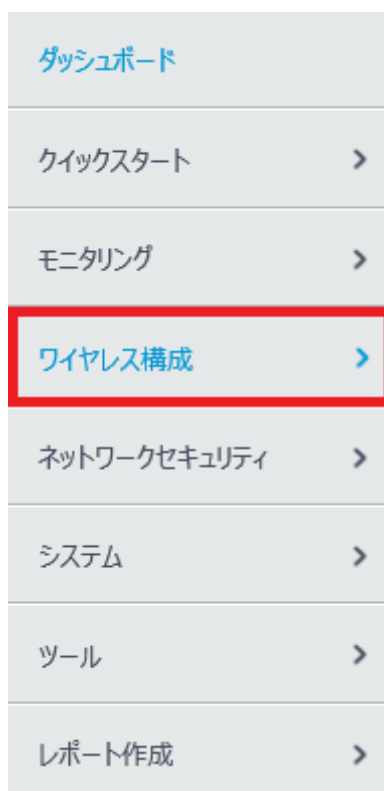 ダッシュボード
クイックスタート
モニタリング
ワイヤレス構成
ネットワークセキュリティ
システム
ツール
レポート作成